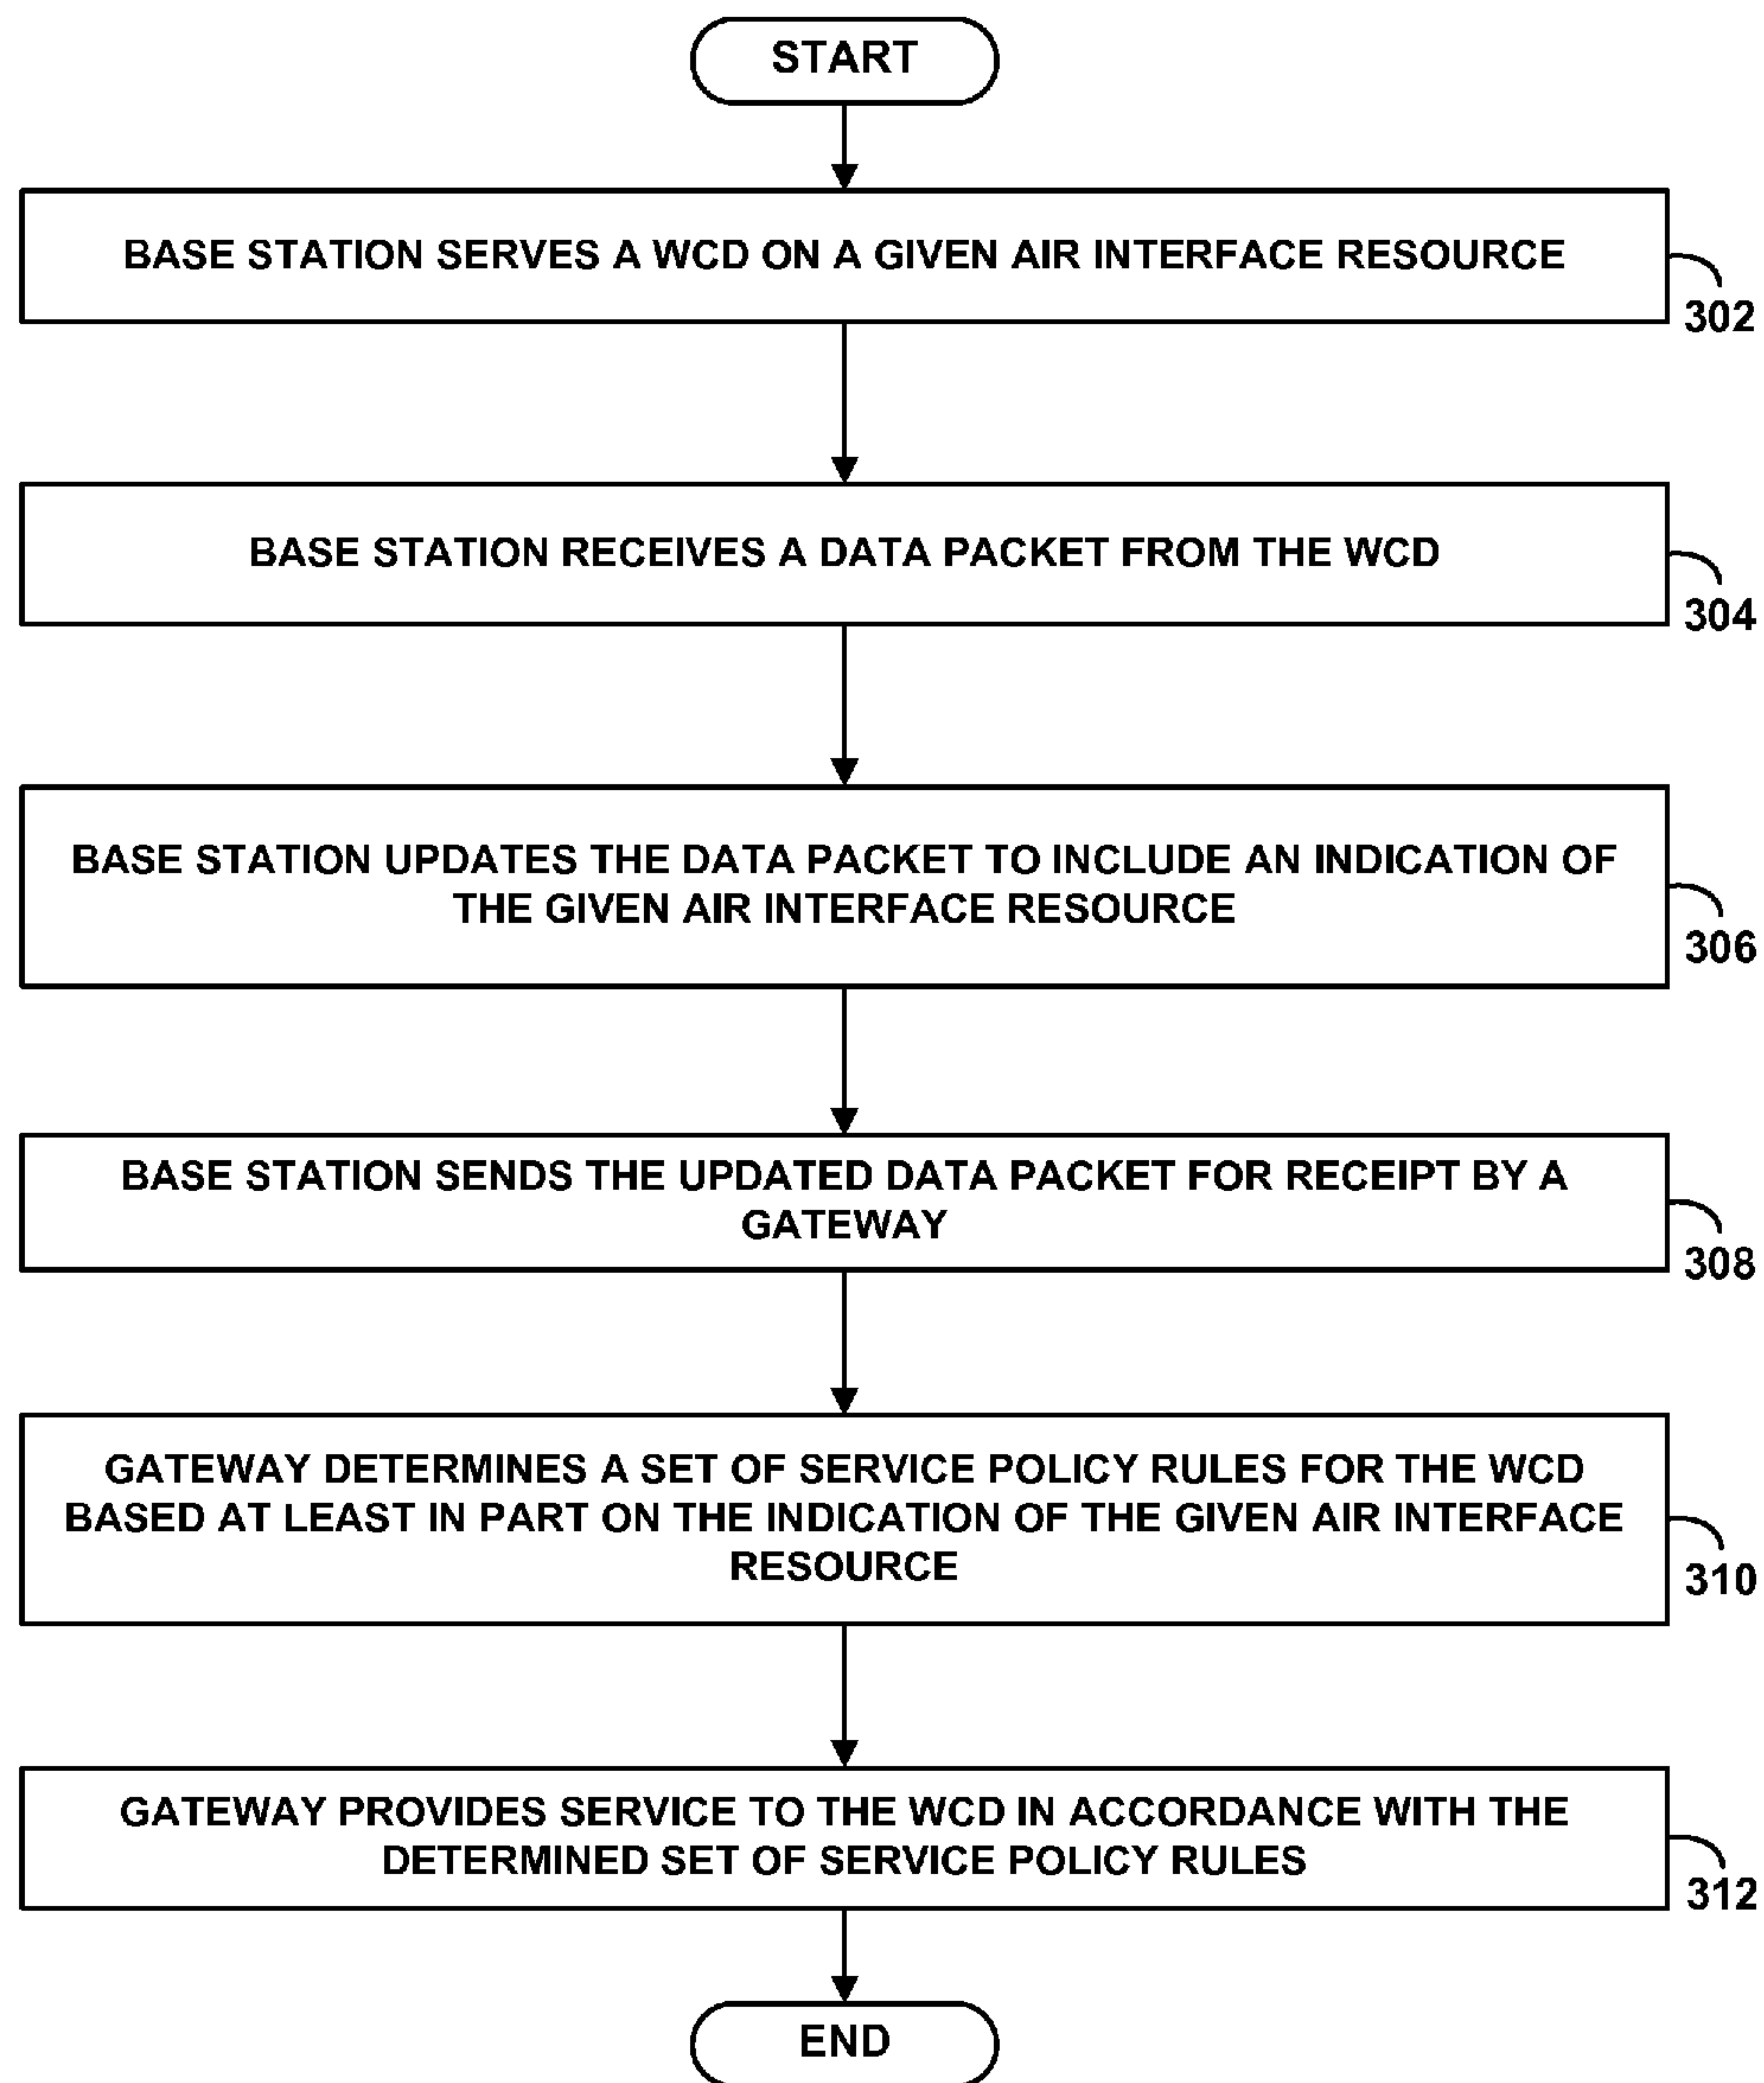 START
BASE STATION SERVES A WCD ON A GIVEN AIR INTERFACE RESOURCE
302
BASE STATION RECEIVES A DATA PACKET FROM THE WCD
304
BASE STATION UPDATES THE DATA PACKET TO INCLUDE AN INDICATION OF
THE GIVEN AIR INTERFACE RESOURCE
306
BASE STATION SENDS THE UPDATED DATA PACKET FOR RECEIPT BY A
GATEWAY
308
GATEWAY DETERMINES A SET OF SERVICE POLICY RULES FOR THE WCD
BASED AT LEAST IN PART ON THE INDICATION OF THE GIVEN AIR INTERFACE
RESOURCE
310
GATEWAY PROVIDES SERVICE TO THE WCD IN ACCORDANCE WITH THE
DETERMINED SET OF SERVICE POLICY RULES
312
END